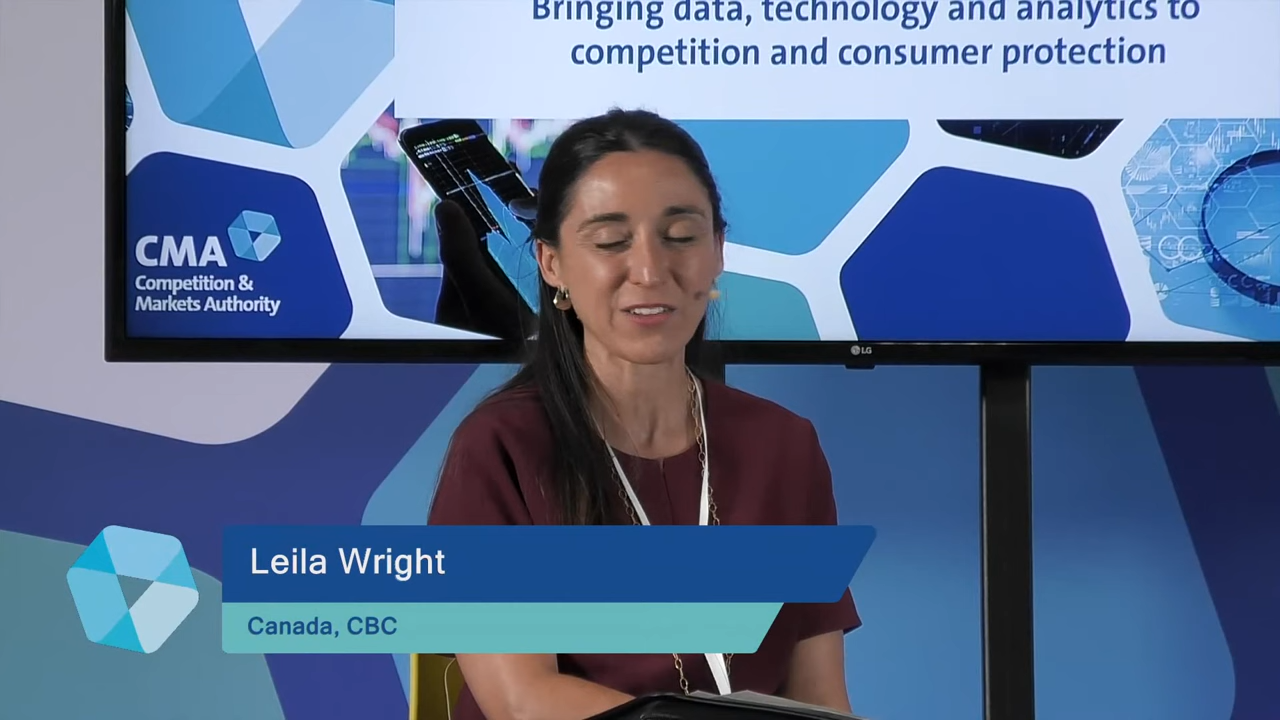 Bringing data, technology and analytics to
competition and consumer protection
CMA
Competition &
Markets Authority
LG
Leila Wright
Canada, CBC